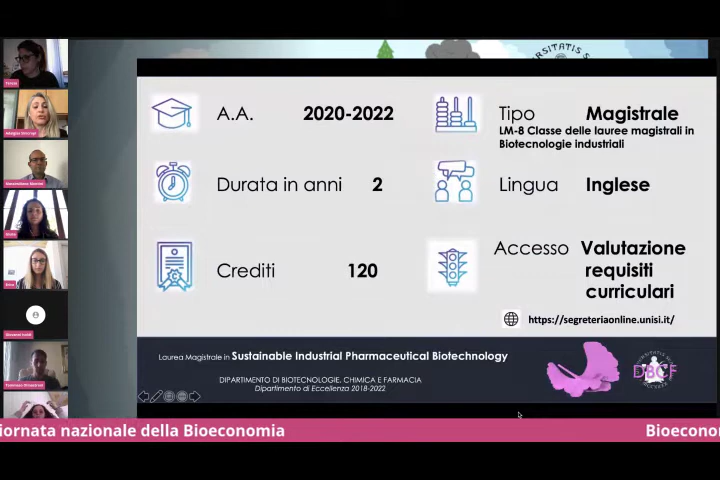 VERSITATIS S
A.A. 2020-2022
Tipo Magistrale
LM-8 Classe delle lauree magistrali in
Biotecnologie industriali
Durata in anni 2
Lingua Inglese
Crediti 120
Accesso Valutazione
requisiti
curriculari
https://segreteriaonline.unisi.it/
Laurea Magistrale in Sustainable Industrial Pharmaceutical Biotechnology
DIPARTIMENTO DI BIOTECNOLOGIE, CHIMICA E FARMACIA
Dipartimento di Eccellenza 2018-2022
DBCF
iornata nazionale della Bioeconomia
Bioecono